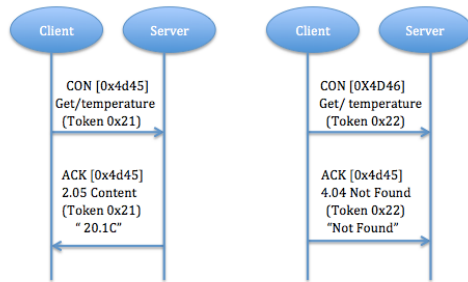 Client
Server
CON [0x4d45]
Get/temperature
(Token 0x21)
ACK [0x4d45]
2.05 Content
(Token 0x21)
“ 20.1C”
Client
Server
CON [0X4D46]
Get/ temperature
(Token 0x22)
ACK [0x4d45]
4.04 Not Found
(Token 0x22)
“Not Found”